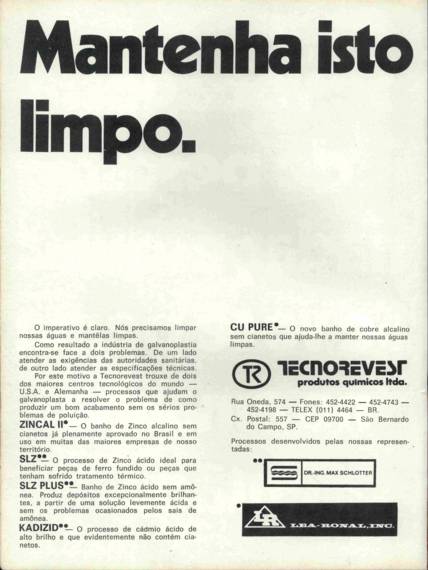 Mantenha isto
limpo.
O imperativo é claro. Nós precisamos limpar
nossas águas e mantêlas limpas.
Como resultado a indústria de galvanoplastia
encontra-se face a dois problemas. De um lado
atender as exigências das autoridades sanitárias,
de outro lado atender as especificações técnicas.
Por este motivo a Tecnorevest trouxe de dois
dos maiores centros tecnológicos do mundo —
U.S.A. e Alemanha — processos que ajudam o
galvanoplasta a resolver o problema de como
produzir um bom acabamento sem os sérios pro-
blemas de poluição.
ZINCAL II*— O banho de Zinco alcalino sem
cianetos já plenamente aprovado no Brasil e em
uso em muitas das maiores empresas de nosso
território.
SLZ**— O processo de Zinco ácido ideal para
beneficiar peças de ferro fundido ou peças que
tenham sofrido tratamento térmico.
SLZ PLUS**— Banho de Zinco ácido sem amô-
nea. Produz depósitos excepcionalmente brilhan-
tes, a partir de uma solução levemente ácida e
sem os problemas ocasionados pelos sais de
amônea.
KADIZID**— O processo de cádmio ácido de
alto brilho e que evidentemente não contém cia-
netos.
CU PURE*— O novo banho de cobre alcalino
sem cianetos que ajuda-lhe a manter nossas águas
limpas.
TR TECNOREVEST
produtos químicos ltda.
Rua Oneda, 574 — Fones: 452-4422 — 452-4743 —
452-4198 — TELEX (011) 4464 — BR.
Cx. Postal: 557 — CEP 09700 — São Bernardo
do Campo, SP.
Processos desenvolvidos pelas nossas represen-
tadas:
** DR.-ING. MAX SCHLÖTTER
* LR LEA-RONAL, INC.